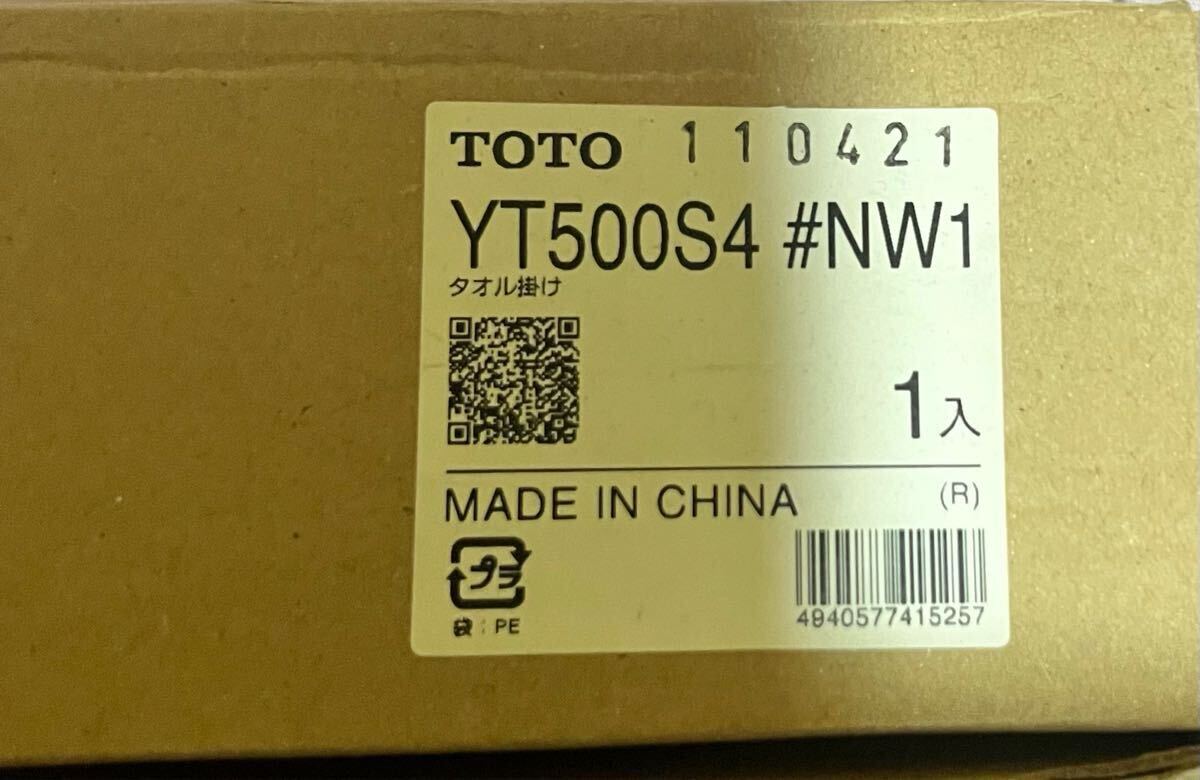 TOTO 110421
YT500S4 #NW1
タオル掛け
1入
MADE IN CHINA (R)
プラ
袋:PE
4940577415257